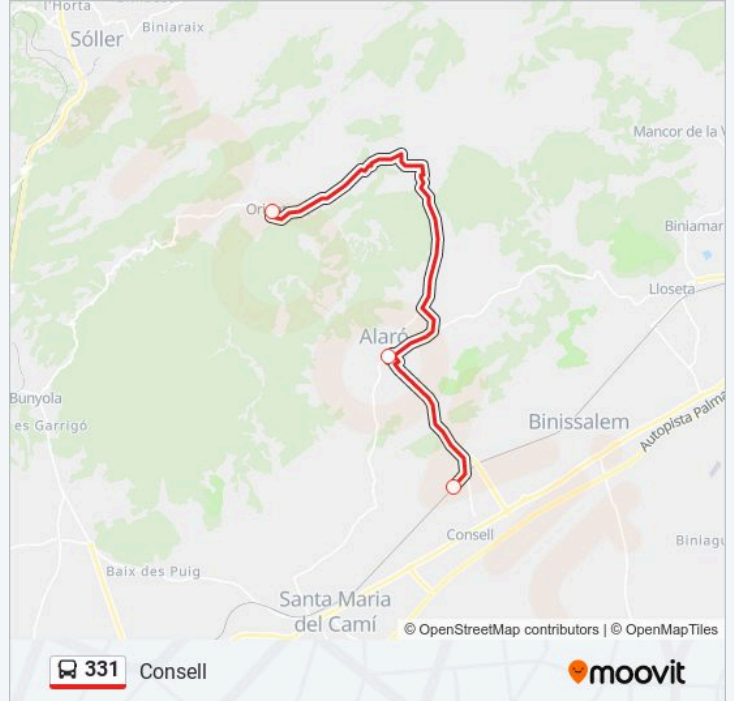 l'Horta
Biniaraix
Sóller
Mancor de la V
Orient
Biniamar
Lloseta
Alaró
Bunyola
es Garrigó
Binissalem
Autopista Palma
Consell
Biniagu
Baix des Puig
Santa Maria
del Camí
© OpenStreetMap contributors | © OpenMapTiles
331 Consell
moovit